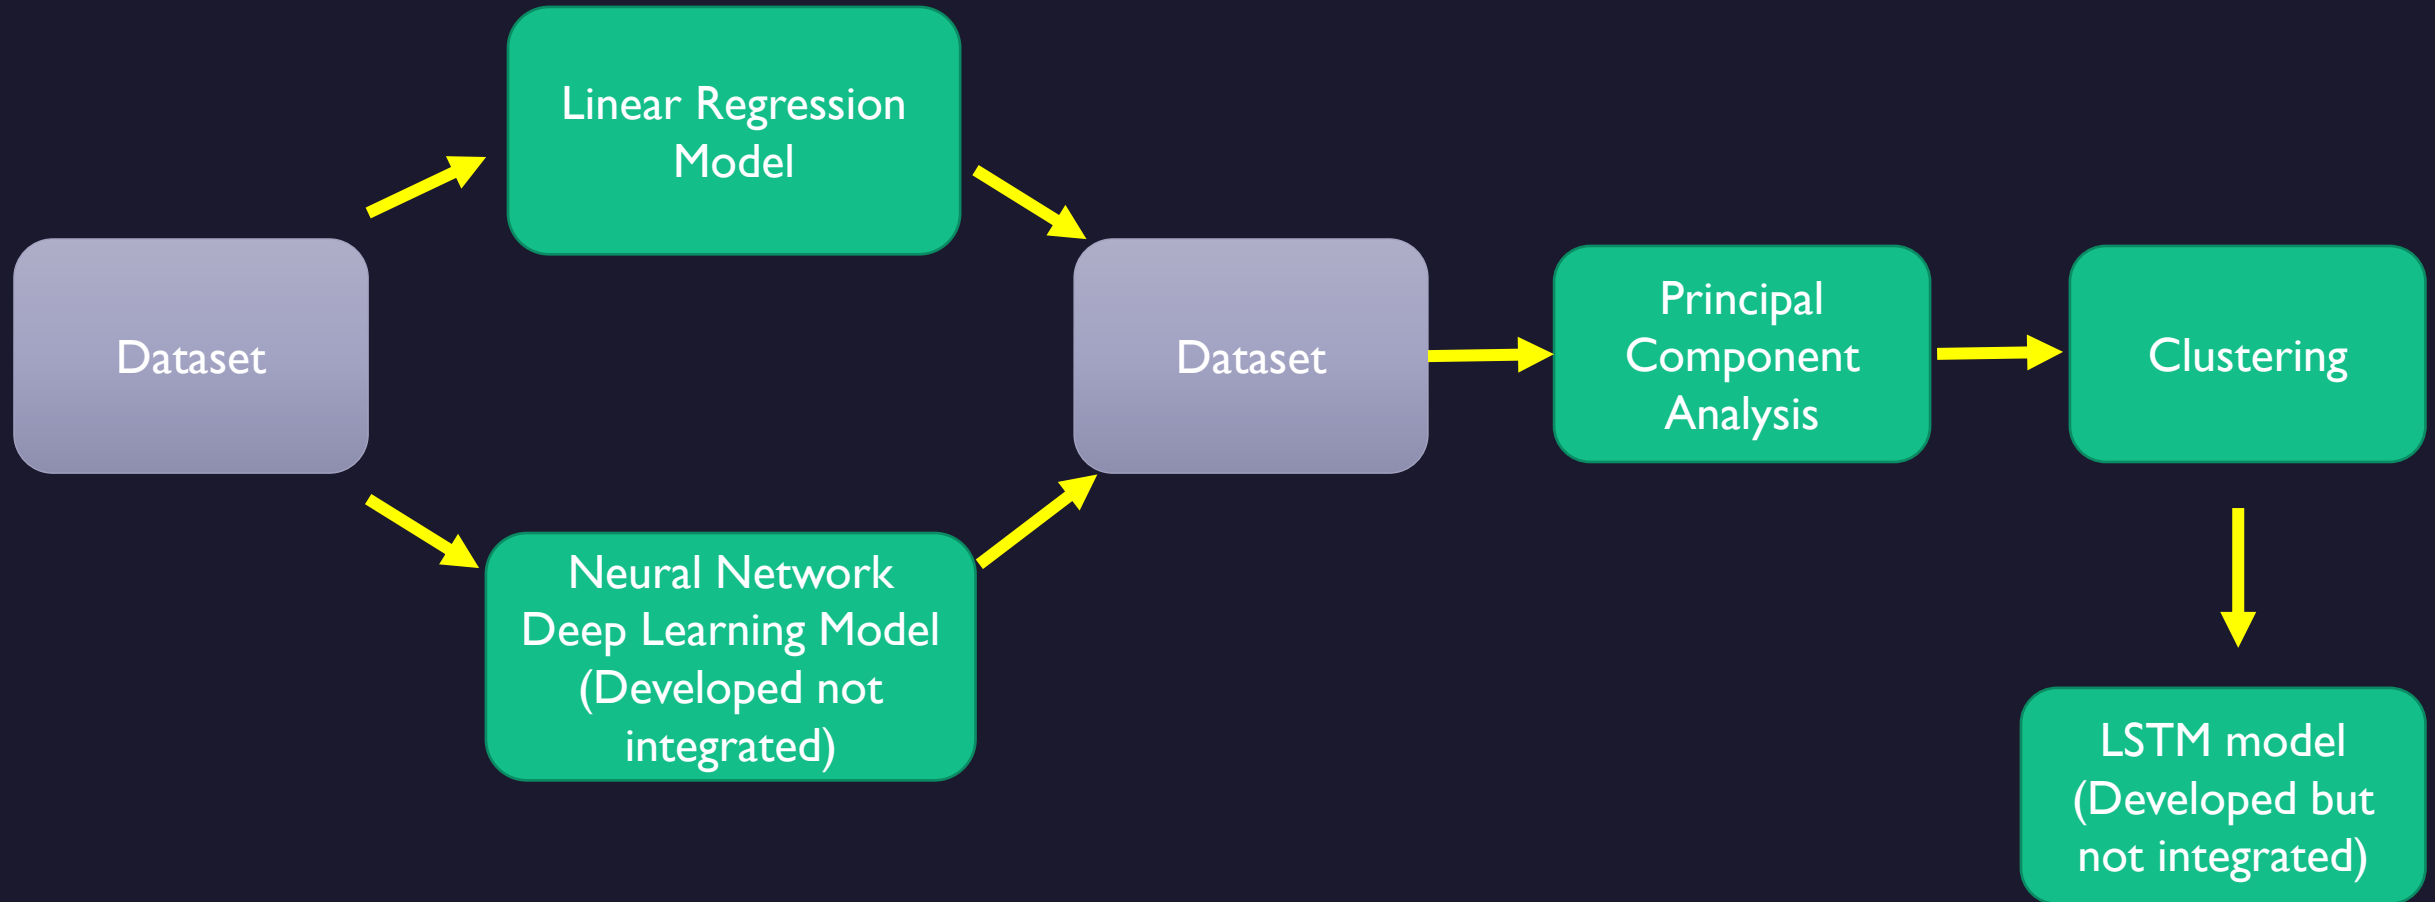 Linear Regression
Model
Dataset
Neural Network
Deep Learning Model
(Developed not
integrated)
Dataset
Principal
Component
Analysis
Clustering
LSTM model
(Developed but
not integrated)